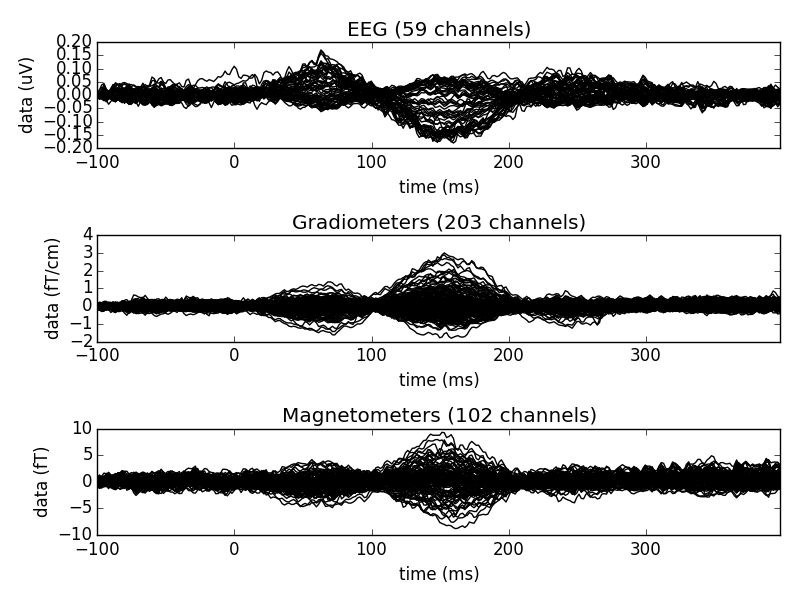 EEG (59 channels)
0.20
0.15
0.10
0.05
0.00
−0.05
−0.10
−0.15
−0.20
data (uV)
−100 0 100 200 300
time (ms)
Gradiometers (203 channels)
4
3
2
1
0
−1
−2
data (fT/cm)
−100 0 100 200 300
time (ms)
Magnetometers (102 channels)
10
5
0
−5
−10
data (fT)
−100 0 100 200 300
time (ms)